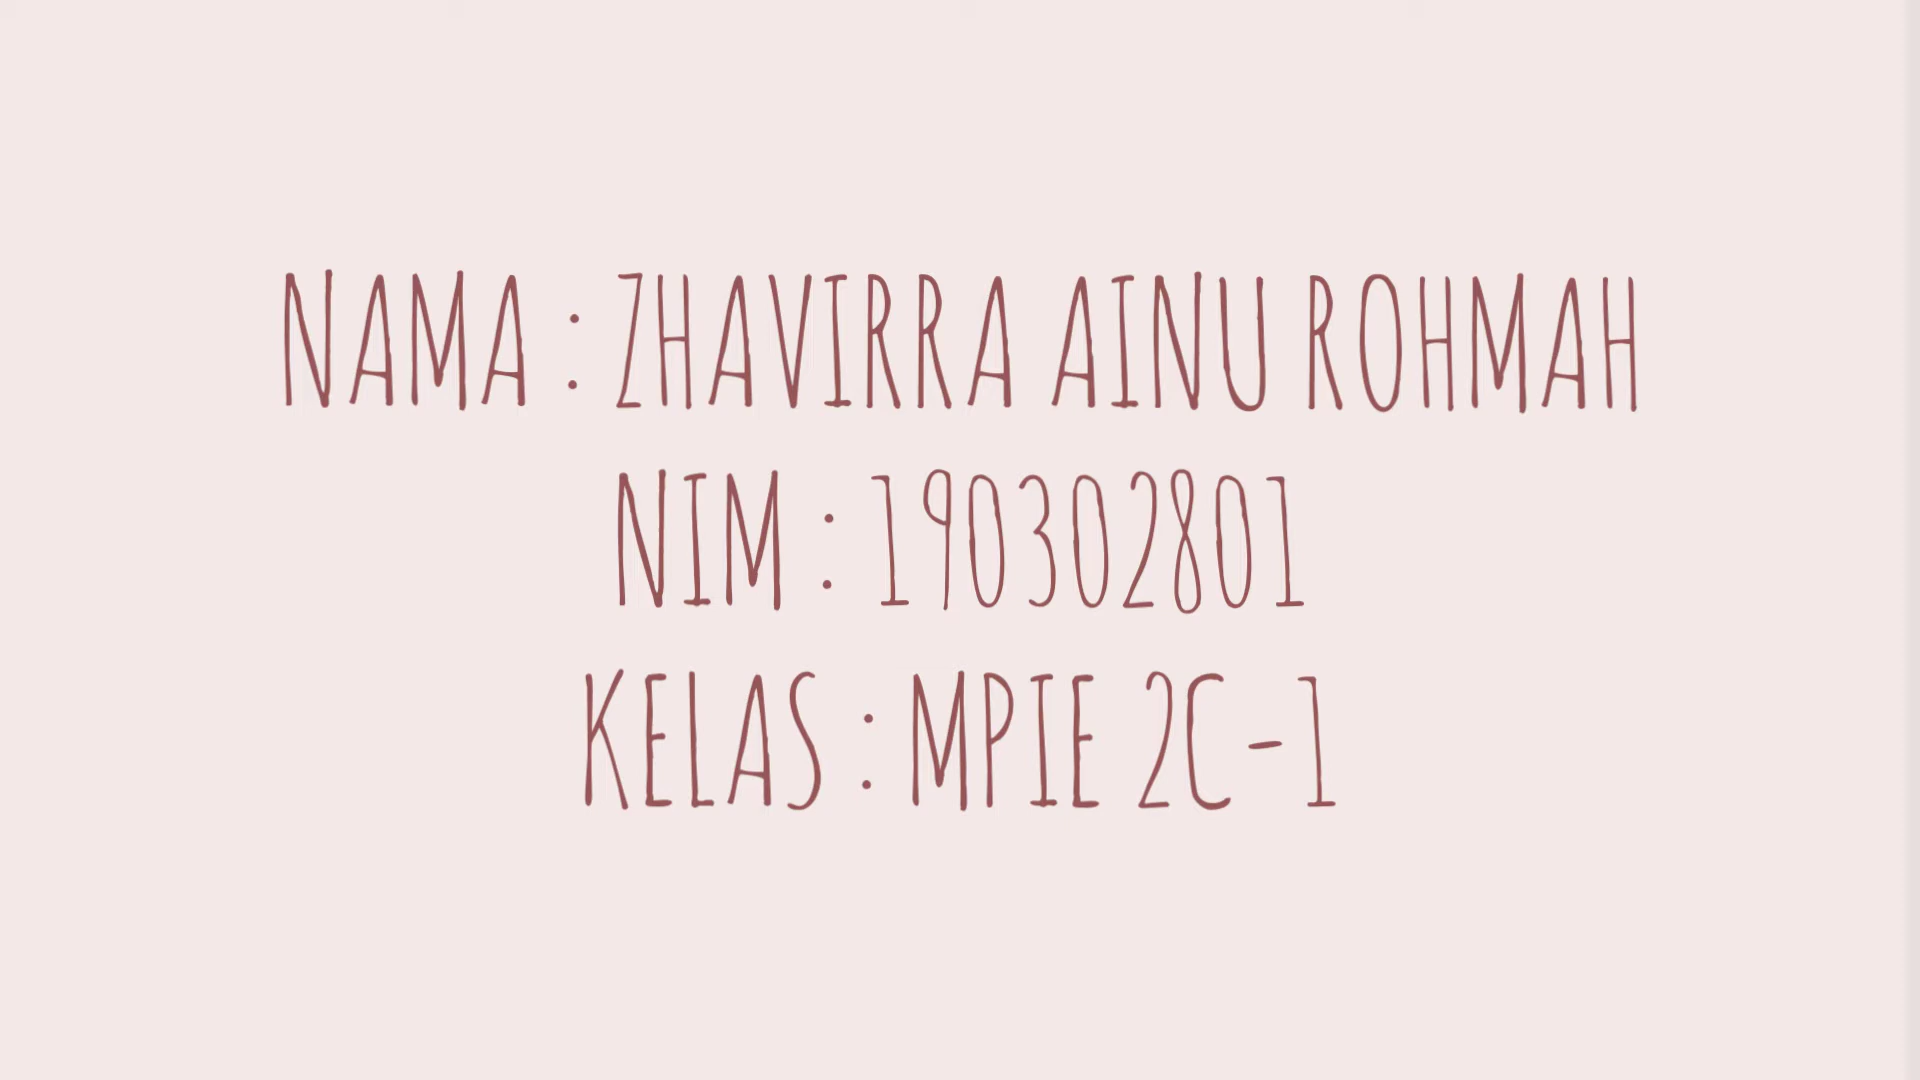 NAMA : ZHAVIRRA AINU ROHMAH
NIM : 190302801
KELAS : MPIE 2C-1